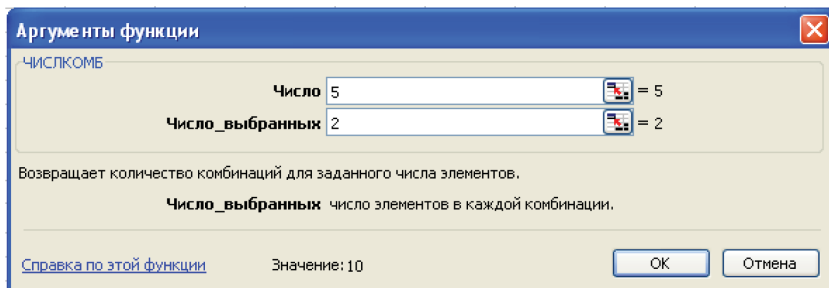 Аргументы функции
ЧИСЛКОМБ
Число 5 = 5
Число_выбранных 2 = 2
Возвращает количество комбинаций для заданного числа элементов.
Число_выбранных число элементов в каждой комбинации.
Справка по этой функции Значение:10 ОК Отмена